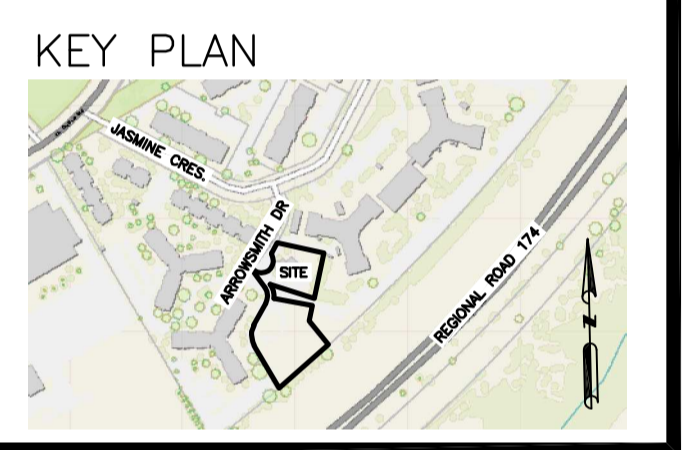 KEY PLAN
JASMINE CRES.
ARROWSMITH DR
SITE
REGIONAL ROAD 174
N